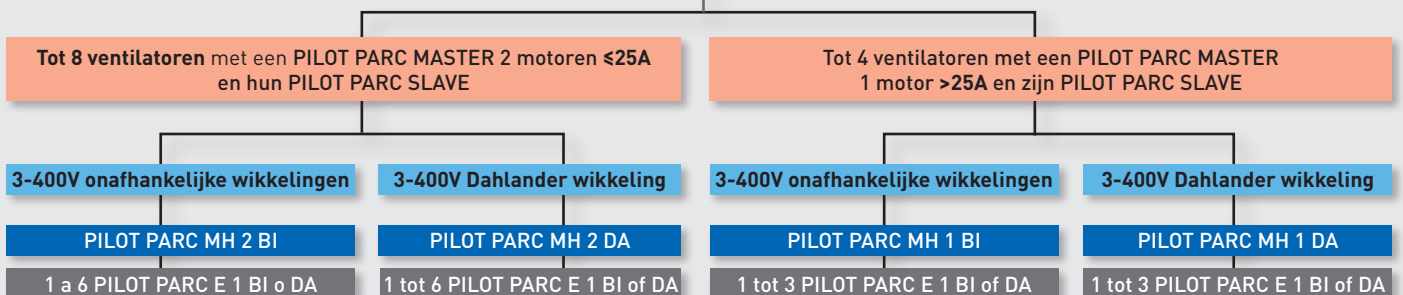 Tot 8 ventilatoren met een PILOT PARC MASTER 2 motoren ≤25A
en hun PILOT PARC SLAVE
Tot 4 ventilatoren met een PILOT PARC MASTER
1 motor >25A en zijn PILOT PARC SLAVE
3-400V onafhankelijke wikkelingen
3-400V Dahlander wikkeling
3-400V onafhankelijke wikkelingen
3-400V Dahlander wikkeling
PILOT PARC MH 2 BI
PILOT PARC MH 2 DA
PILOT PARC MH 1 BI
PILOT PARC MH 1 DA
1 a 6 PILOT PARC E 1 BI o DA
1 tot 6 PILOT PARC E 1 BI of DA
1 tot 3 PILOT PARC E 1 BI of DA
1 tot 3 PILOT PARC E 1 BI of DA